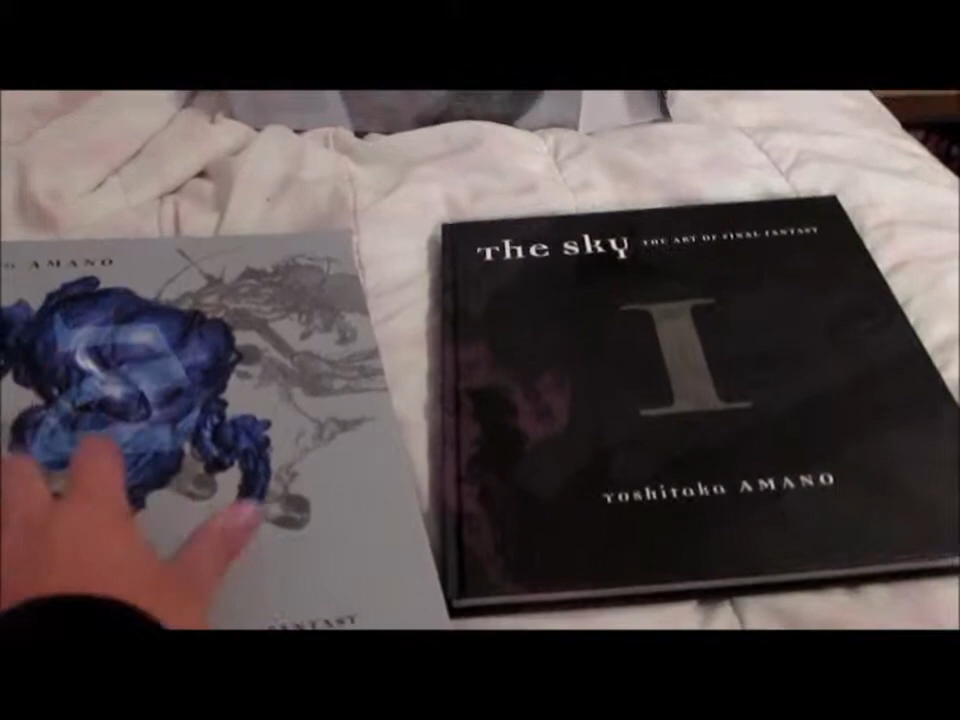 AMANO
The Sky THE ART OF FINAL FANTASY
I
Yoshitaka AMANO
FANTASY